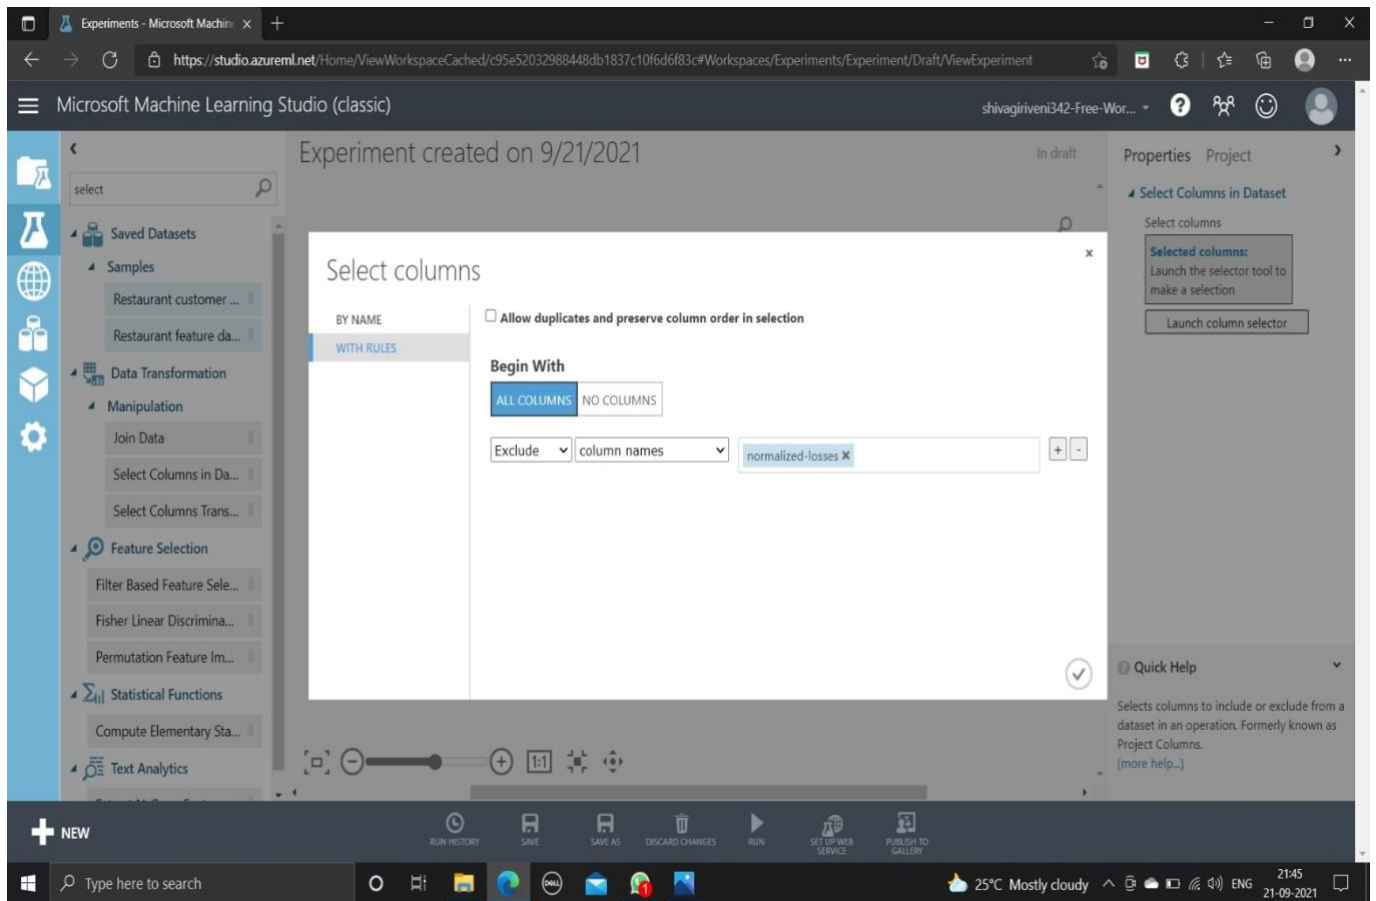 Experiments - Microsoft Machin
https://studio.azureml.net/Home/ViewWorkspaceCached/c95e52032988448db1837c10f6d6f83c#Workspaces/Experiments/Experiment/Draft/ViewExperiment
Microsoft Machine Learning Studio (classic)
shivagiriveni342-Free-Wor...
select
Saved Datasets
Samples
Restaurant customer ...
Restaurant feature da...
Data Transformation
Manipulation
Join Data
Select Columns in Da...
Select Columns Trans...
Feature Selection
Filter Based Feature Sele...
Fisher Linear Discrimina...
Permutation Feature Im...
Statistical Functions
Compute Elementary Sta...
Text Analytics
Experiment created on 9/21/2021
In draft
Select columns
BY NAME
WITH RULES
Allow duplicates and preserve column order in selection
Begin With
ALL COLUMNS NO COLUMNS
Exclude column names normalized-losses ×
+ -
1:1
Properties Project
Select Columns in Dataset
Select columns
Selected columns:
Launch the selector tool to
make a selection
Launch column selector
Quick Help
Selects columns to include or exclude from a
dataset in an operation. Formerly known as
Project Columns.
(more help...)
NEW
RUN HISTORY
SAVE
SAVE AS
DISCARD CHANGES
RUN
SET UP WEB
SERVICE
PUBLISH TO
GALLERY
Type here to search
DELL
25°C Mostly cloudy
ENG
21:45
21-09-2021